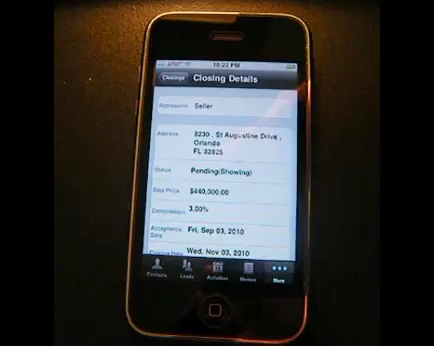 AT&T 10:22 PM
Closings Closing Details
Represents Seller
Address 8230 , St Augustine Drive ,
Orlando
FL 32825
Status Pending(Showing)
Sale Price $440,000.00
Commission 3.00%
Acceptance Date Fri, Sep 03, 2010
Closing Date Wed, Nov 03, 2010
Contacts Leads Activities Memos More